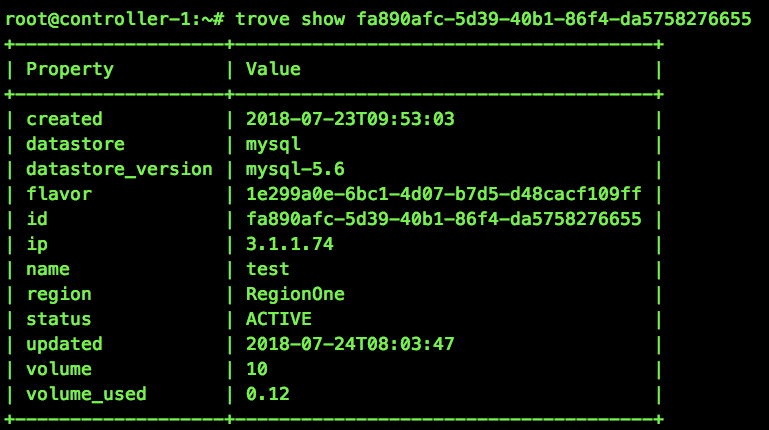 root@controller-1:~# trove show fa890afc-5d39-40b1-86f4-da5758276655
+-------------------+--------------------------------------+
| Property          | Value                                |
+-------------------+--------------------------------------+
| created           | 2018-07-23T09:53:03                  |
| datastore         | mysql                                |
| datastore_version | mysql-5.6                            |
| flavor            | 1e299a0e-6bc1-4d07-b7d5-d48cacf109ff |
| id                | fa890afc-5d39-40b1-86f4-da5758276655 |
| ip                | 3.1.1.74                             |
| name              | test                                 |
| region            | RegionOne                            |
| status            | ACTIVE                               |
| updated           | 2018-07-24T08:03:47                  |
| volume            | 10                                   |
| volume_used       | 0.12                                 |
+-------------------+--------------------------------------+